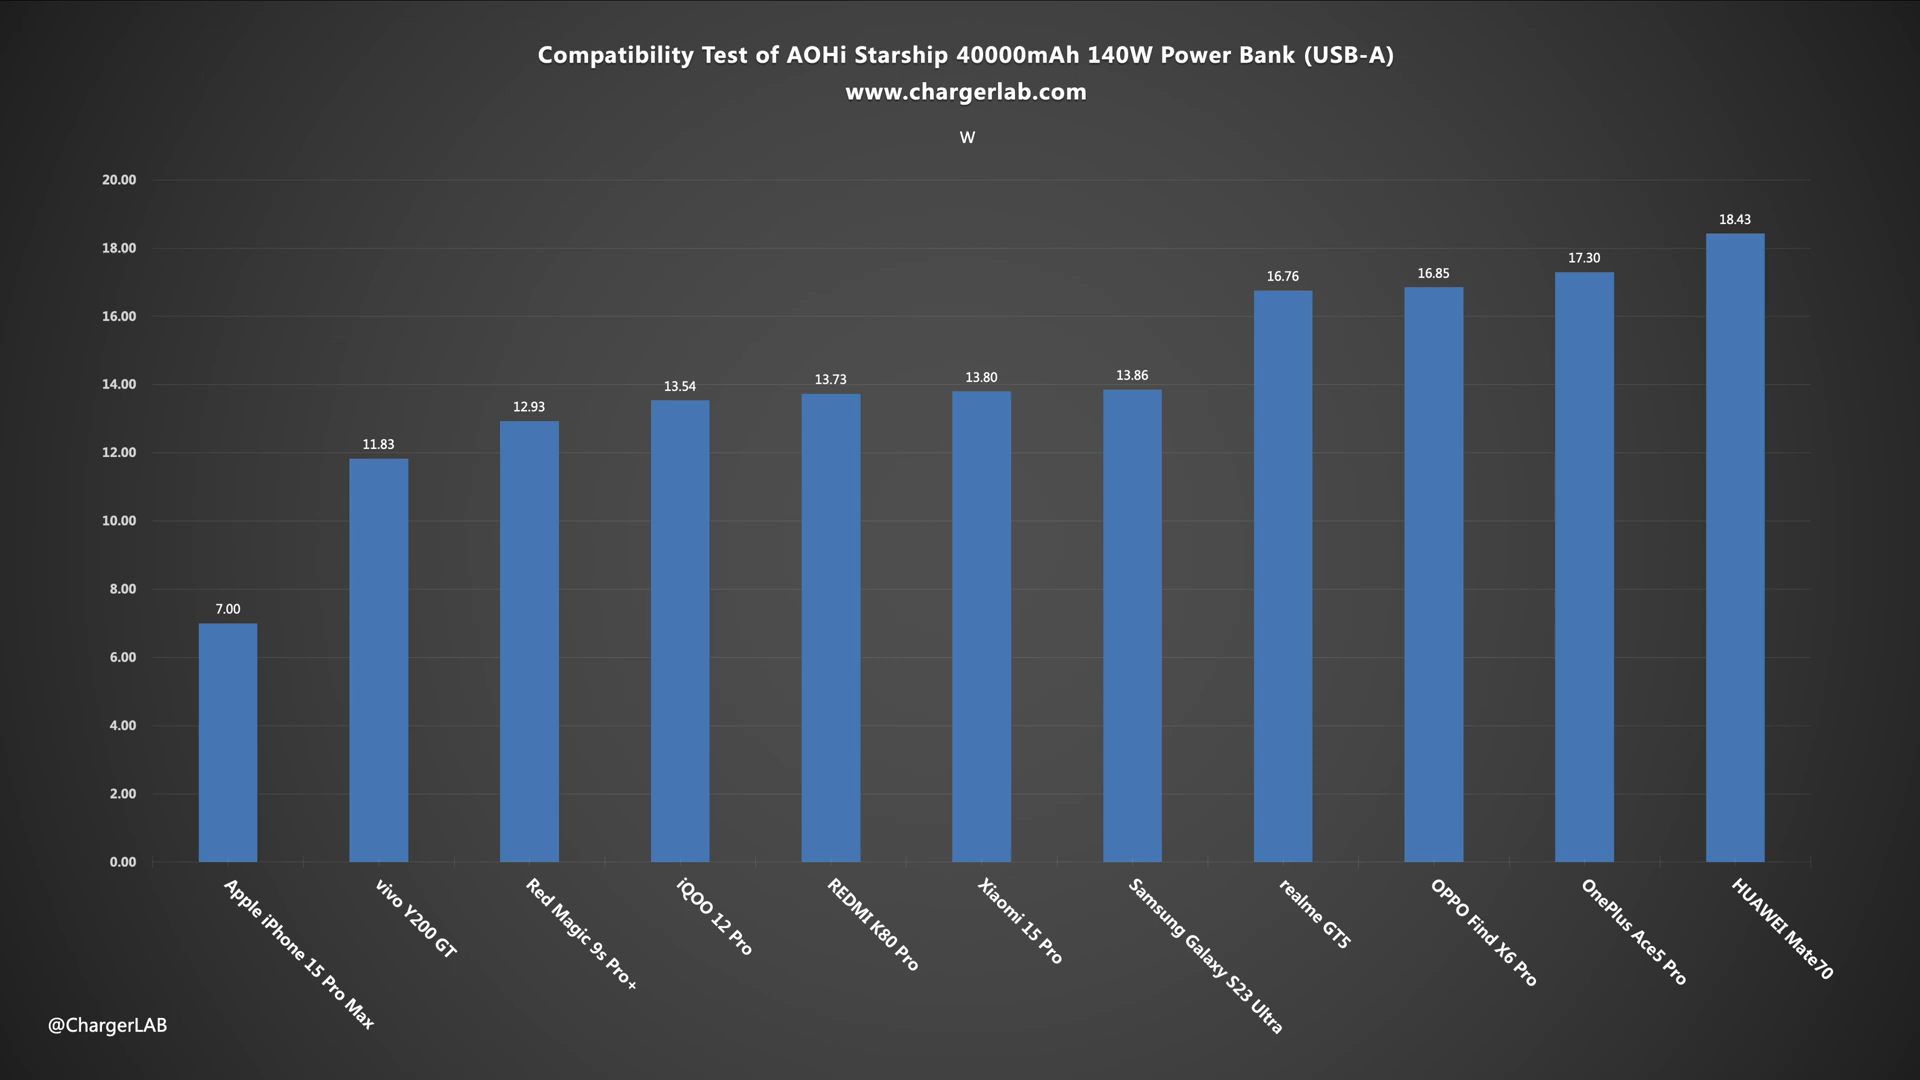 Compatibility Test of AOHi Starship 40000mAh 140W Power Bank (USB-A)
www.chargerlab.com
W
20.00
18.00
16.00
14.00
12.00
10.00
8.00
6.00
4.00
2.00
0.00
7.00
11.83
12.93
13.54
13.73
13.80
13.86
16.76
16.85
17.30
18.43
Apple iPhone 15 Pro Max
vivo Y200 GT
Red Magic 9s Pro+
iQOO 12 Pro
REDMI K80 Pro
Xiaomi 15 Pro
Samsung Galaxy S23 Ultra
realme GT5
OPPO Find X6 Pro
OnePlus Ace5 Pro
HUAWEI Mate70
@ChargerLAB